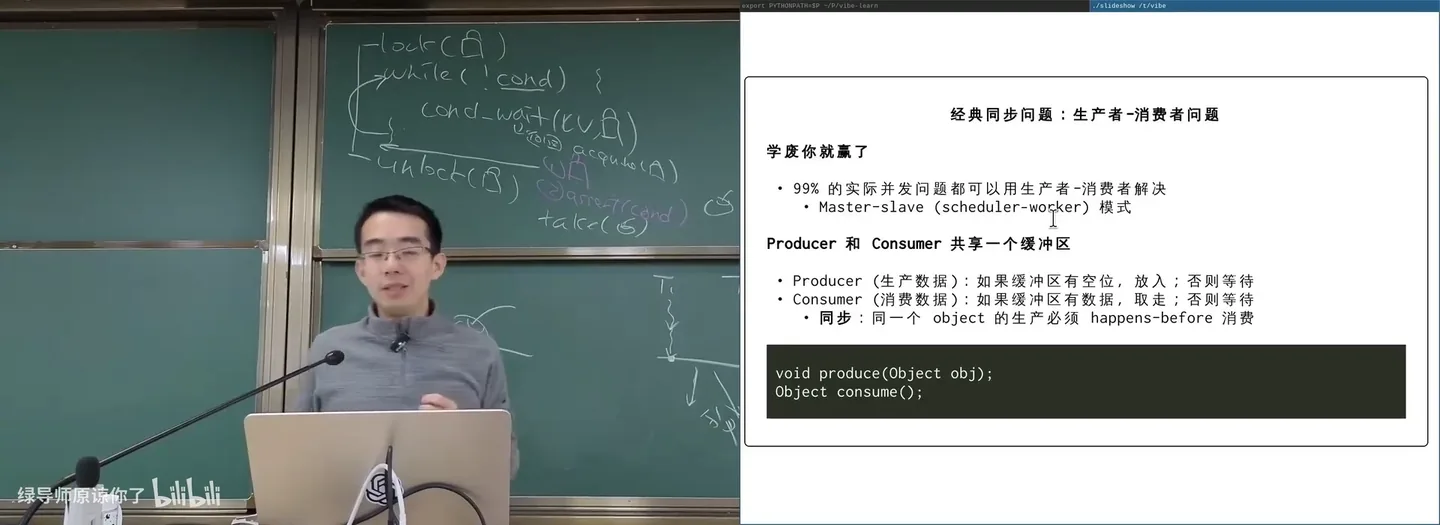 lock(
while( ! cond) {
cond_wait(
}
acquire(
unlock(
(2) assert(cond)
take(
T₁
绿导师原谅你了 bilibili
export PYTHONPATH=$P ~/P/vibe-learn
./slideshow /t/vibe
经典同步问题：生产者-消费者问题
学废你就赢了
• 99% 的实际并发问题都可以用生产者-消费者解决
• Master-slave (scheduler-worker) 模式
Producer 和 Consumer 共享一个缓冲区
• Producer (生产数据)：如果缓冲区有空位，放入；否则等待
• Consumer (消费数据)：如果缓冲区有数据，取走；否则等待
• 同步：同一个 object 的生产必须 happens-before 消费
void produce(Object obj);
Object consume();